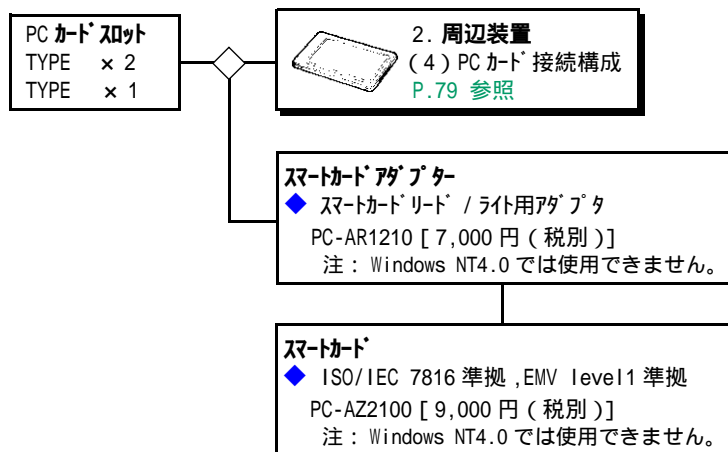 PC ｶｰﾄﾞｽﾛｯﾄ
TYPE × 2
TYPE × 1
2. 周辺装置
(4) PC ｶｰﾄﾞ接続構成
P.79 参照
ｽﾏｰﾄｶｰﾄﾞｱﾀﾞﾌﾟﾀｰ
◆ ｽﾏｰﾄｶｰﾄﾞﾘｰﾄﾞ / ﾗｲﾄ用ｱﾀﾞﾌﾟﾀ
PC-AR1210 [ 7,000 円 ( 税別 )]
注 : Windows NT4.0 では使用できません。
ｽﾏｰﾄｶｰﾄﾞ
◆ ISO/IEC 7816 準拠 ,EMV level1 準拠
PC-AZ2100 [ 9,000 円 ( 税別 )]
注 : Windows NT4.0 では使用できません。